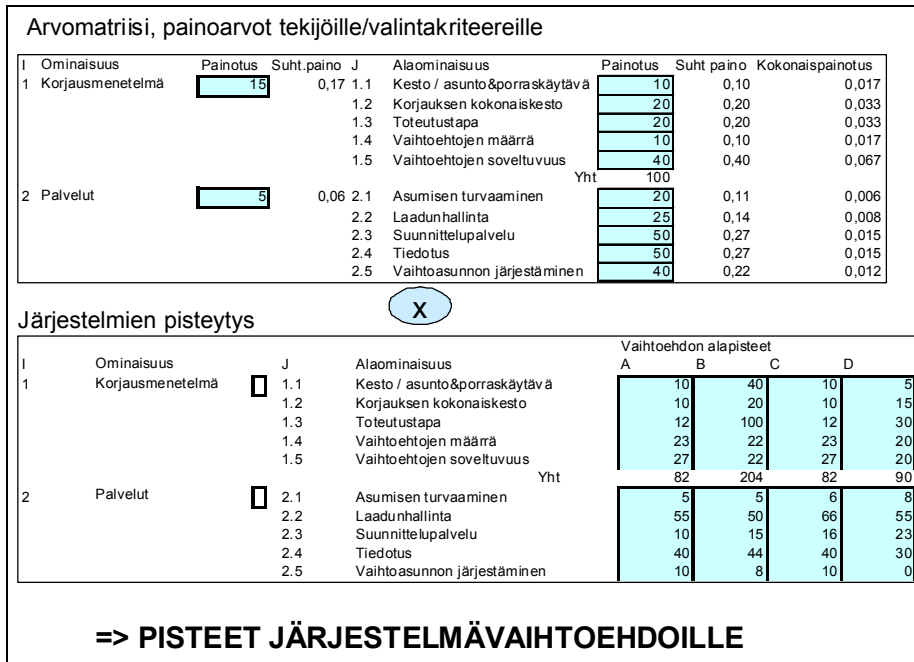 Arvomatriisi, painoarvot tekijöille/valintakriteereille
I Ominaisuus Painotus Suht.paino J Alaominaisuus Painotus Suht paino Kokonaispainotus
1 Korjausmenetelmä 15 0,17 1.1 Kesto / asunto&porraskäytävä 10 0,10 0,017
1.2 Korjauksen kokonaiskesto 20 0,20 0,033
1.3 Toteutustapa 20 0,20 0,033
1.4 Vaihtoehtojen määrrä 10 0,10 0,017
1.5 Vaihtoehtojen soveltuvuus 40 0,40 0,067
Yht 100
2 Palvelut 5 0,06 2.1 Asumisen turvaaminen 20 0,11 0,006
2.2 Laadunhallinta 25 0,14 0,008
2.3 Suunnittelupalvelu 50 0,27 0,015
2.4 Tiedotus 50 0,27 0,015
2.5 Vaihtoasunnon järjestäminen 40 0,22 0,012
x
Järjestelmien pisteytys
Vaihtoehdon alapisteet
I Ominaisuus J Alaominaisuus A B C D
1 Korjausmenetelmä 1.1 Kesto / asunto&porraskäytävä 10 40 10 5
1.2 Korjauksen kokonaiskesto 10 20 10 15
1.3 Toteutustapa 12 100 12 30
1.4 Vaihtoehtojen määrrä 23 22 23 20
1.5 Vaihtoehtojen soveltuvuus 27 22 27 20
Yht 82 204 82 90
2 Palvelut 2.1 Asumisen turvaaminen 5 5 6 8
2.2 Laadunhallinta 55 50 66 55
2.3 Suunnittelupalvelu 10 15 16 23
2.4 Tiedotus 40 44 40 30
2.5 Vaihtoasunnon järjestäminen 10 8 10 0
=> PISTEET JÄRJESTELMÄVAIHTOEHDOILLE